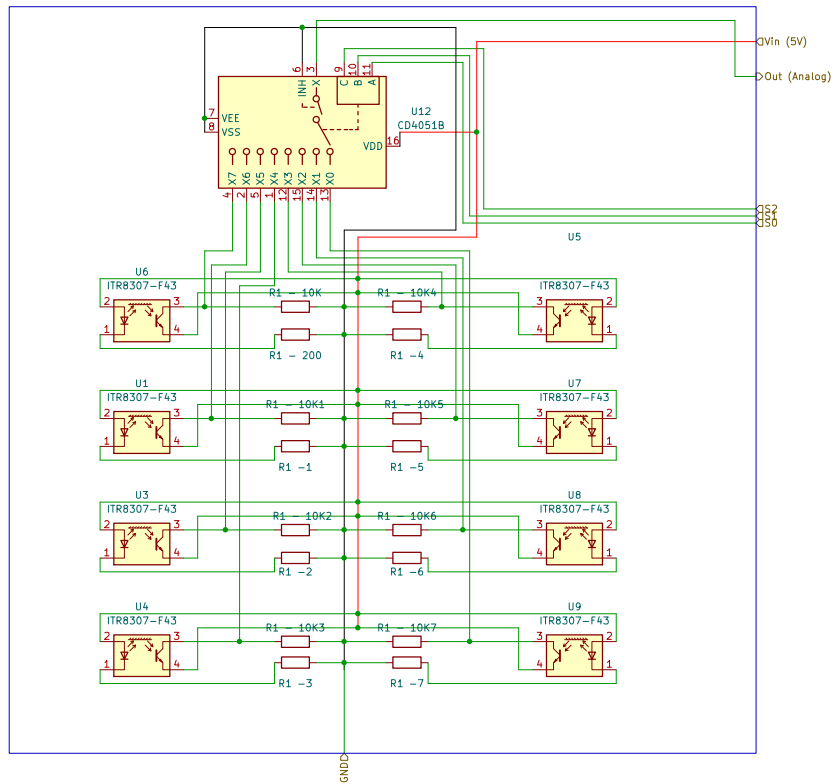 Vin (5V)
Out (Analog)
6
3
9
10
11
INH
X
C
B
A
U12
CD4051B
7
VEE
8
VSS
VDD
16
X7
X6
X5
X4
X3
X2
X1
X0
4
2
5
1
12
15
14
13
S2
S1
S0
U5
U6
ITR8307-F43
ITR8307-F43
R1 - 10K
R1 - 10K4
2
3
3
2
1
4
4
1
R1 - 200
R1 -4
U1
U7
ITR8307-F43
ITR8307-F43
R1 - 10K1
R1 - 10K5
2
3
3
2
1
4
4
1
R1 -1
R1 -5
U3
U8
ITR8307-F43
ITR8307-F43
R1 - 10K2
R1 - 10K6
2
3
3
2
1
4
4
1
R1 -2
R1 -6
U4
U9
ITR8307-F43
ITR8307-F43
R1 - 10K3
R1 - 10K7
2
3
3
2
1
4
4
1
R1 -3
R1 -7
GND